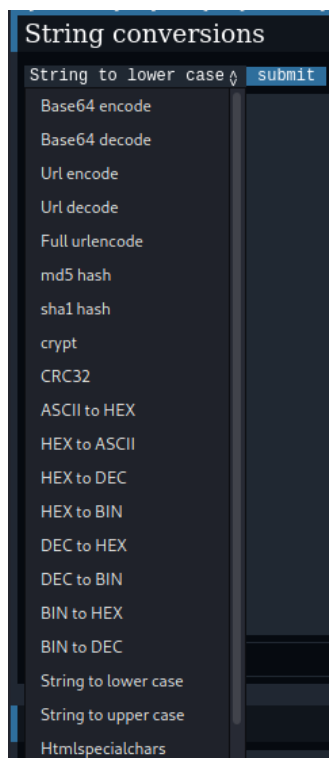 String conversions
String to lower case submit
Base64 encode
Base64 decode
Url encode
Url decode
Full urlencode
md5 hash
sha1 hash
crypt
CRC32
ASCII to HEX
HEX to ASCII
HEX to DEC
HEX to BIN
DEC to HEX
DEC to BIN
BIN to HEX
BIN to DEC
String to lower case
String to upper case
Htmlspecialchars